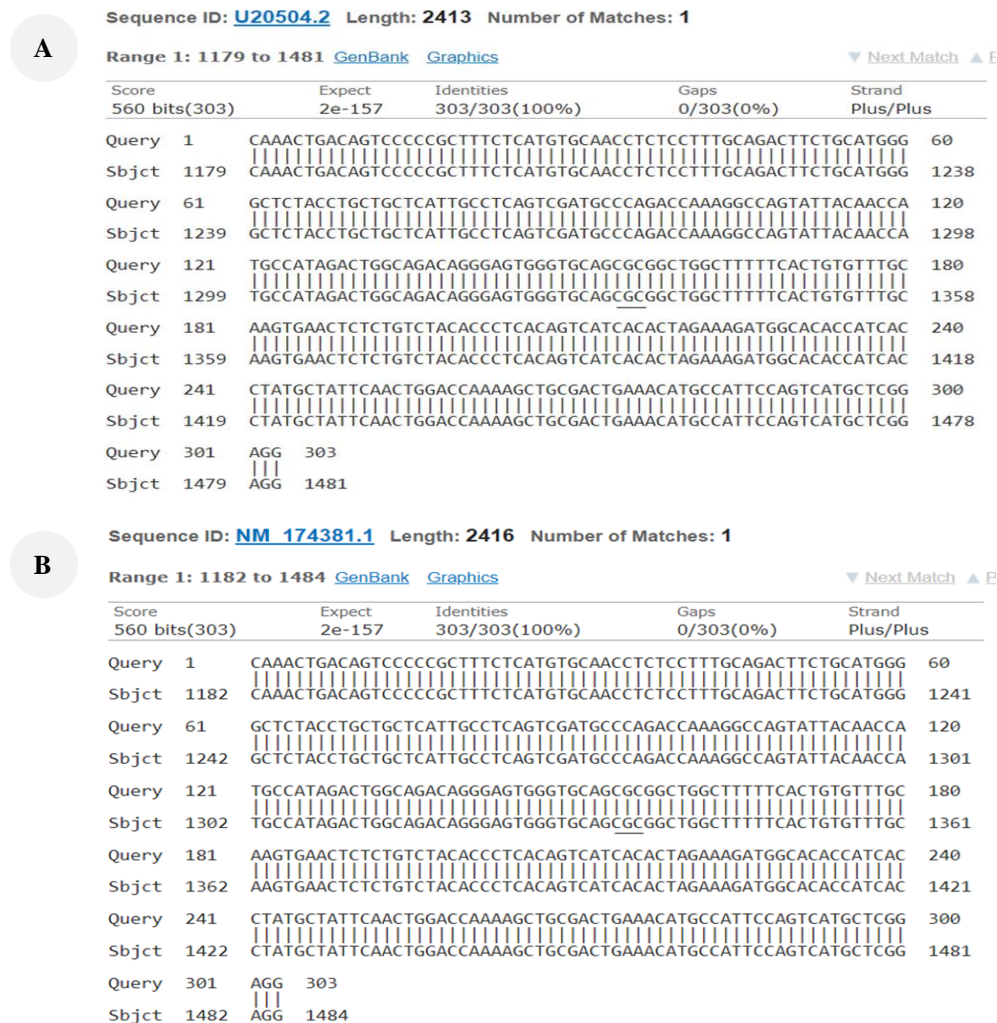 A
Sequence ID: U20504.2 Length: 2413 Number of Matches: 1
Range 1: 1179 to 1481 GenBank Graphics ▼ Next Match ▲ P
Score Expect Identities Gaps Strand
560 bits(303) 2e-157 303/303(100%) 0/303(0%) Plus/Plus
Query 1 CAAACTGACAGTCCCCCGCTTTCTCATGTGCAACCTCTCCTTTGCAGACTTCTGCATGGG 60
Sbjct 1179 CAAACTGACAGTCCCCCGCTTTCTCATGTGCAACCTCTCCTTTGCAGACTTCTGCATGGG 1238
Query 61 GCTCTACCTGCTGCTCATTGCCTCAGTCGATGCCCAGACCAAAGGCCAGTATTACAACCA 120
Sbjct 1239 GCTCTACCTGCTGCTCATTGCCTCAGTCGATGCCCAGACCAAAGGCCAGTATTACAACCA 1298
Query 121 TGCCATAGACTGGCAGACAGGGAGTGGGTGCAGCGCGGCTGGCTTTTTCACTGTGTTTGC 180
Sbjct 1299 TGCCATAGACTGGCAGACAGGGAGTGGGTGCAGCGCGGCTGGCTTTTTCACTGTGTTTGC 1358
Query 181 AAGTGAACTCTCTGTCTACACCCTCACAGTCATCACACTAGAAAGATGGCACACCATCAC 240
Sbjct 1359 AAGTGAACTCTCTGTCTACACCCTCACAGTCATCACACTAGAAAGATGGCACACCATCAC 1418
Query 241 CTATGCTATTCAACTGGACCAAAAGCTGCGACTGAAACATGCCATTCCAGTCATGCTCGG 300
Sbjct 1419 CTATGCTATTCAACTGGACCAAAAGCTGCGACTGAAACATGCCATTCCAGTCATGCTCGG 1478
Query 301 AGG 303
Sbjct 1479 AGG 1481
B
Sequence ID: NM_174381.1 Length: 2416 Number of Matches: 1
Range 1: 1182 to 1484 GenBank Graphics ▼ Next Match ▲ P
Score Expect Identities Gaps Strand
560 bits(303) 2e-157 303/303(100%) 0/303(0%) Plus/Plus
Query 1 CAAACTGACAGTCCCCCGCTTTCTCATGTGCAACCTCTCCTTTGCAGACTTCTGCATGGG 60
Sbjct 1182 CAAACTGACAGTCCCCCGCTTTCTCATGTGCAACCTCTCCTTTGCAGACTTCTGCATGGG 1241
Query 61 GCTCTACCTGCTGCTCATTGCCTCAGTCGATGCCCAGACCAAAGGCCAGTATTACAACCA 120
Sbjct 1242 GCTCTACCTGCTGCTCATTGCCTCAGTCGATGCCCAGACCAAAGGCCAGTATTACAACCA 1301
Query 121 TGCCATAGACTGGCAGACAGGGAGTGGGTGCAGCGCGGCTGGCTTTTTCACTGTGTTTGC 180
Sbjct 1302 TGCCATAGACTGGCAGACAGGGAGTGGGTGCAGCGCGGCTGGCTTTTTCACTGTGTTTGC 1361
Query 181 AAGTGAACTCTCTGTCTACACCCTCACAGTCATCACACTAGAAAGATGGCACACCATCAC 240
Sbjct 1362 AAGTGAACTCTCTGTCTACACCCTCACAGTCATCACACTAGAAAGATGGCACACCATCAC 1421
Query 241 CTATGCTATTCAACTGGACCAAAAGCTGCGACTGAAACATGCCATTCCAGTCATGCTCGG 300
Sbjct 1422 CTATGCTATTCAACTGGACCAAAAGCTGCGACTGAAACATGCCATTCCAGTCATGCTCGG 1481
Query 301 AGG 303
Sbjct 1482 AGG 1484